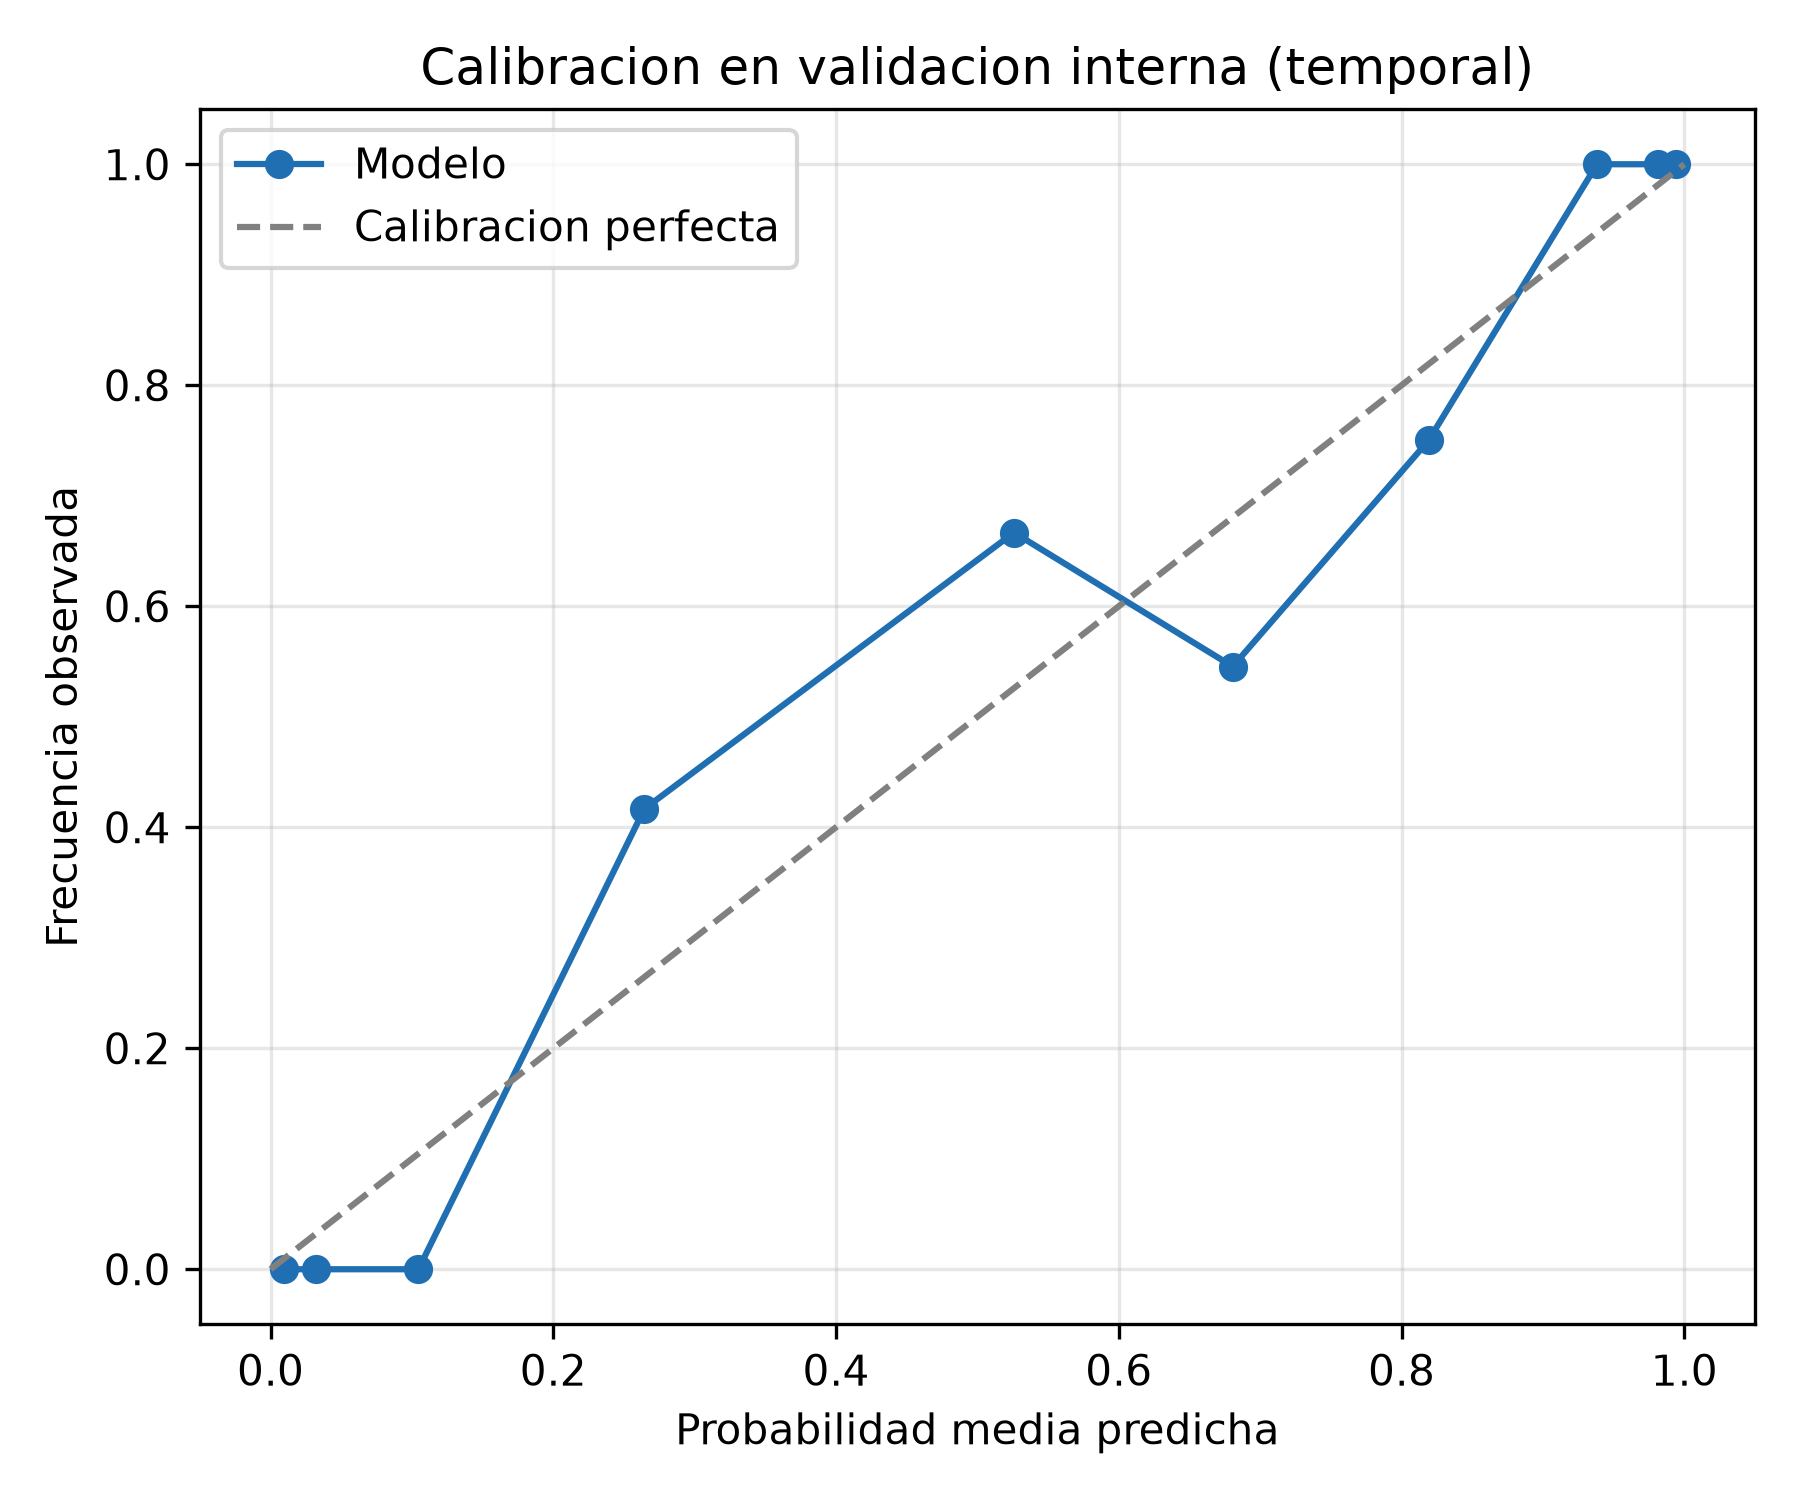 Calibracion en validacion interna (temporal)
Modelo
Calibracion perfecta
1.0
0.8
0.6
0.4
0.2
0.0
Frecuencia observada
0.0 0.2 0.4 0.6 0.8 1.0
Probabilidad media predicha